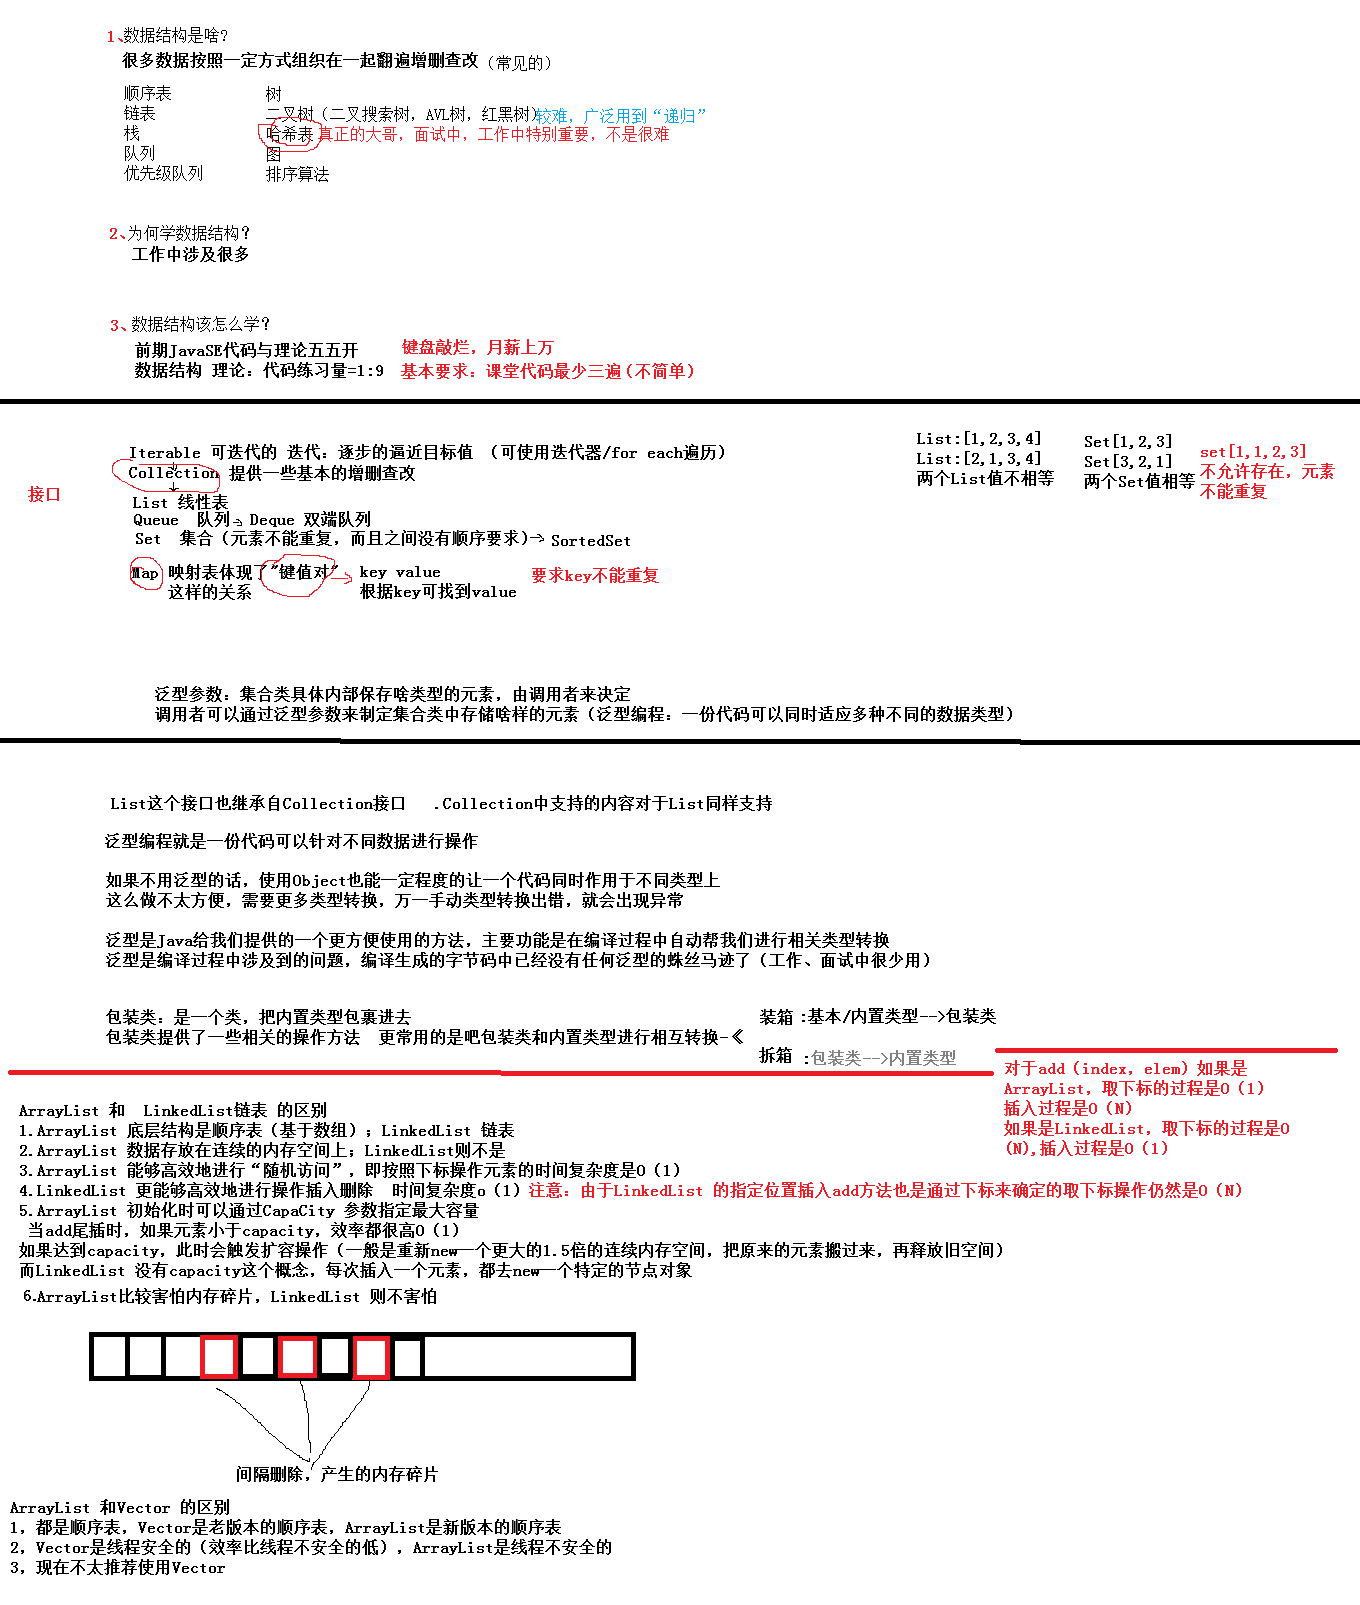 1、数据结构是啥?
很多数据按照一定方式组织在一起翻遍增删查改（常见的）
顺序表 树
链表 二叉树（二叉搜索树，AVL树，红黑树）较难，广泛用到“递归”
栈 哈希表 真正的大哥，面试中，工作中特别重要，不是很难
队列 图
优先级队列 排序算法
2、为何学数据结构？
工作中涉及很多
3、数据结构该怎么学?
前期JavaSE代码与理论五五开 键盘敲烂，月薪上万
数据结构 理论：代码练习量=1:9 基本要求：课堂代码最少三遍(不简单)
Iterable 可迭代的 迭代：逐步的逼近目标值 （可使用迭代器/for each遍历）
Collection 提供一些基本的增删查改
接口
List 线性表
Queue 队列 Deque 双端队列
Set 集合（元素不能重复，而且之间没有顺序要求） SortedSet
Map 映射表体现了"键值对" key value 要求key不能重复
这样的关系 根据key可找到value
List:[1,2,3,4]
List:[2,1,3,4]
两个List值不相等
Set[1,2,3]
Set[3,2,1]
两个Set值相等
set[1,1,2,3]
不允许存在，元素
不能重复
泛型参数：集合类具体内部保存啥类型的元素，由调用者来决定
调用者可以通过泛型参数来制定集合类中存储啥样的元素（泛型编程：一份代码可以同时适应多种不同的数据类型）
List这个接口也继承自Collection接口 .Collection中支持的内容对于List同样支持
泛型编程就是一份代码可以针对不同数据进行操作
如果不用泛型的话，使用Object也能一定程度的让一个代码同时作用于不同类型上
这么做不太方便，需要更多类型转换，万一手动类型转换出错，就会出现异常
泛型是Java给我们提供的一个更方便使用的方法，主要功能是在编译过程中自动帮我们进行相关类型转换
泛型是编译过程中涉及到的问题，编译生成的字节码中已经没有任何泛型的蛛丝马迹了（工作、面试中很少用）
包装类：是一个类，把内置类型包裹进去
包装类提供了一些相关的操作方法 更常用的是吧包装类和内置类型进行相互转换-《
装箱 :基本/内置类型-->包装类
拆箱 :包装类-->内置类型
对于add（index，elem）如果是
ArrayList，取下标的过程是O（1）
插入过程是O（N）
如果是LinkedList，取下标的过程是O
(N),插入过程是O（1）
ArrayList 和 LinkedList链表 的区别
1.ArrayList 底层结构是顺序表（基于数组）；LinkedList 链表
2.ArrayList 数据存放在连续的内存空间上；LinkedList则不是
3.ArrayList 能够高效地进行“随机访问”，即按照下标操作元素的时间复杂度是O（1）
4.LinkedList 更能够高效地进行操作插入删除 时间复杂度o（1）注意：由于LinkedList 的指定位置插入add方法也是通过下标来确定的取下标操作仍然是O（N）
5.ArrayList 初始化时可以通过CapaCity 参数指定最大容量
当add尾插时，如果元素小于capacity，效率都很高O（1）
如果达到capacity，此时会触发扩容操作（一般是重新new一个更大的1.5倍的连续内存空间，把原来的元素搬过来，再释放旧空间）
而LinkedList 没有capacity这个概念，每次插入一个元素，都去new一个特定的节点对象
6.ArrayList比较害怕内存碎片，LinkedList 则不害怕
间隔删除，产生的内存碎片
ArrayList 和Vector 的区别
1，都是顺序表，Vector是老版本的顺序表，ArrayList是新版本的顺序表
2，Vector是线程安全的（效率比线程不安全的低），ArrayList是线程不安全的
3，现在不太推荐使用Vector